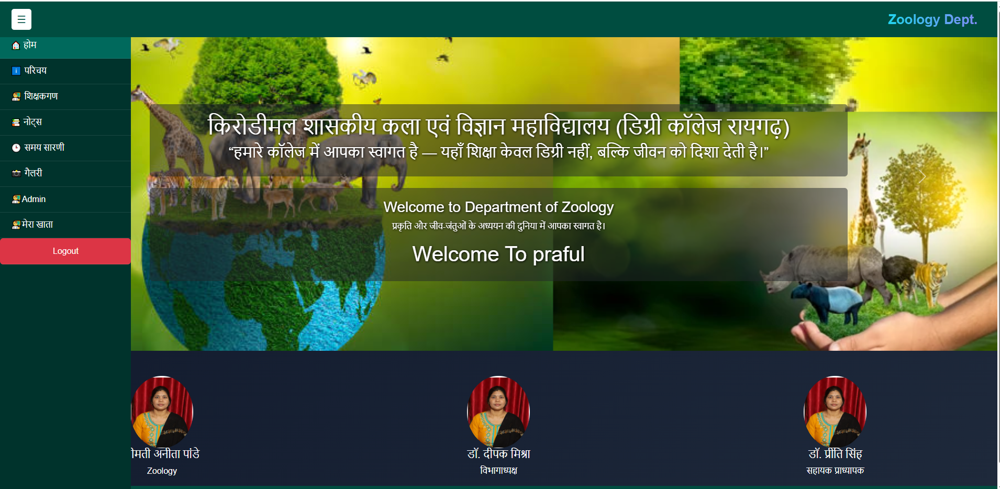 ☰
Zoology Dept.
होम
परिचय
शिक्षकगण
नोट्स
समय सारणी
गैलरी
Admin
मेरा खाता
Logout
किरोडीमल शासकीय कला एवं विज्ञान महाविद्यालय (डिग्री कॉलेज रायगढ़)
“हमारे कॉलेज में आपका स्वागत है — यहाँ शिक्षा केवल डिग्री नहीं, बल्कि जीवन को दिशा देती है।”
Welcome to Department of Zoology
प्रकृति और जीव-जंतुओं के अध्ययन की दुनिया में आपका स्वागत है।
Welcome To praful
अनीता पांडे
Zoology
डॉ. दीपक मिश्रा
विभागाध्यक्ष
डॉ. प्रीति सिंह
सहायक प्राध्यापक